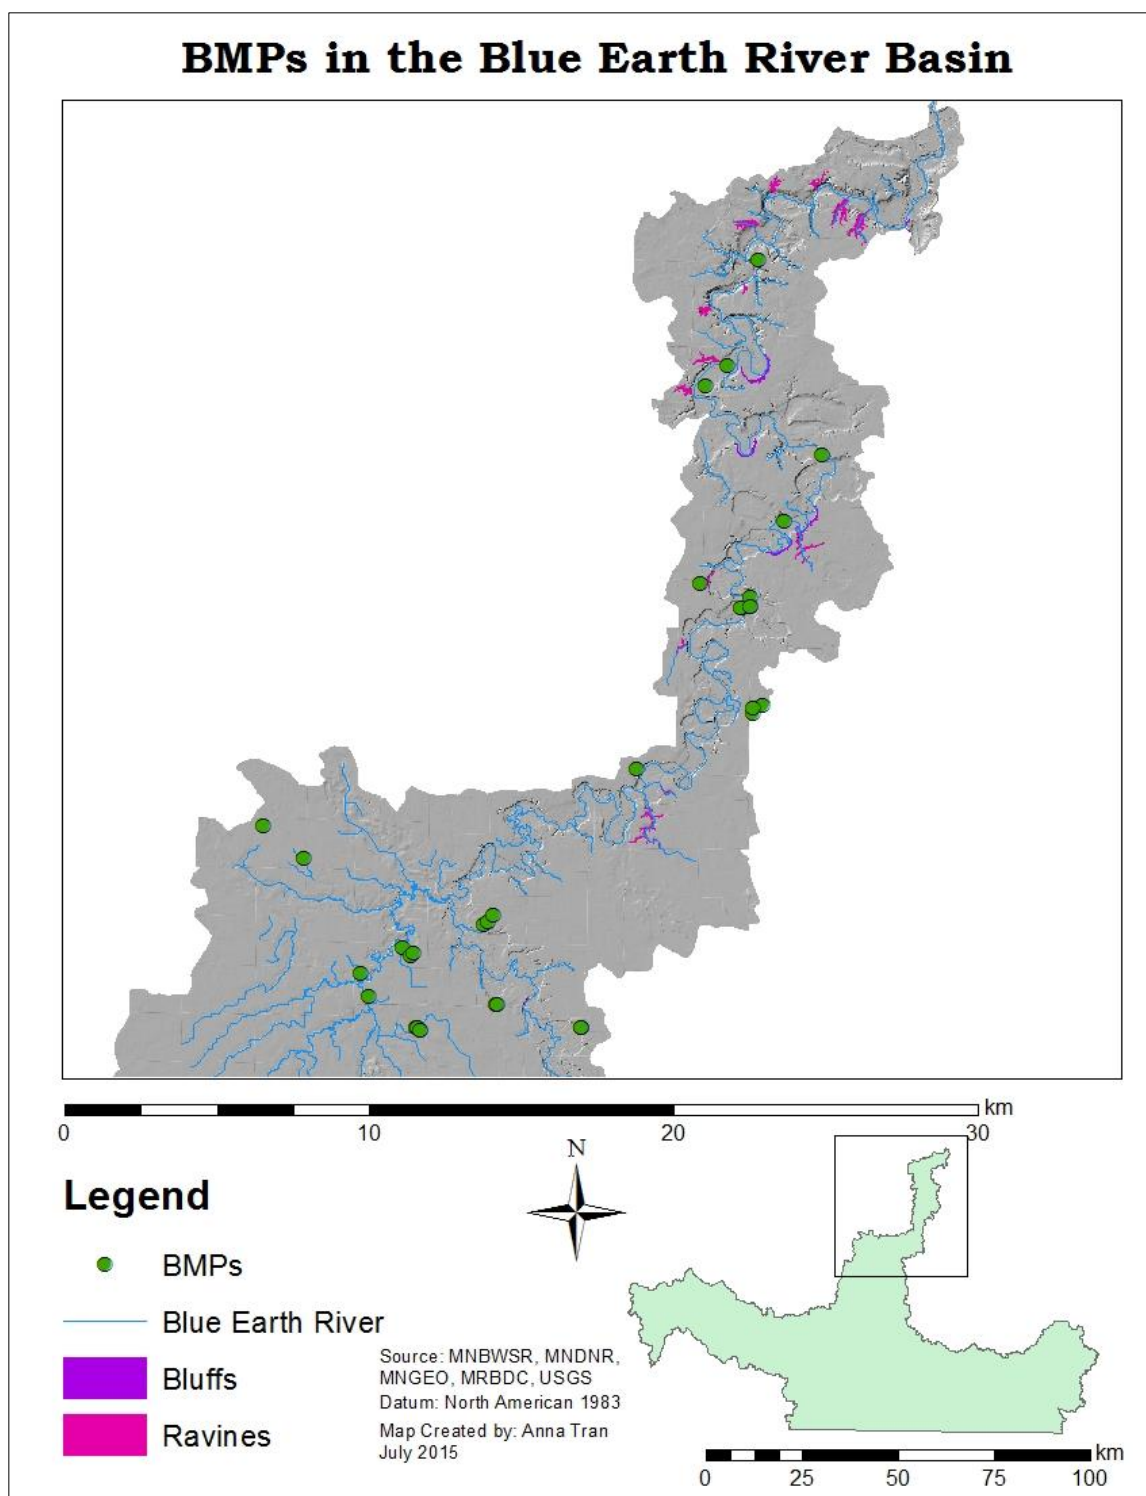 BMPs in the Blue Earth River Basin
km
0 10 20 30
N
Legend
BMPs
Blue Earth River
Bluffs
Ravines
Source: MNBWSR, MNDNR,
MNGEO, MRBDC, USGS
Datum: North American 1983
Map Created by: Anna Tran
July 2015
km
0 25 50 75 100